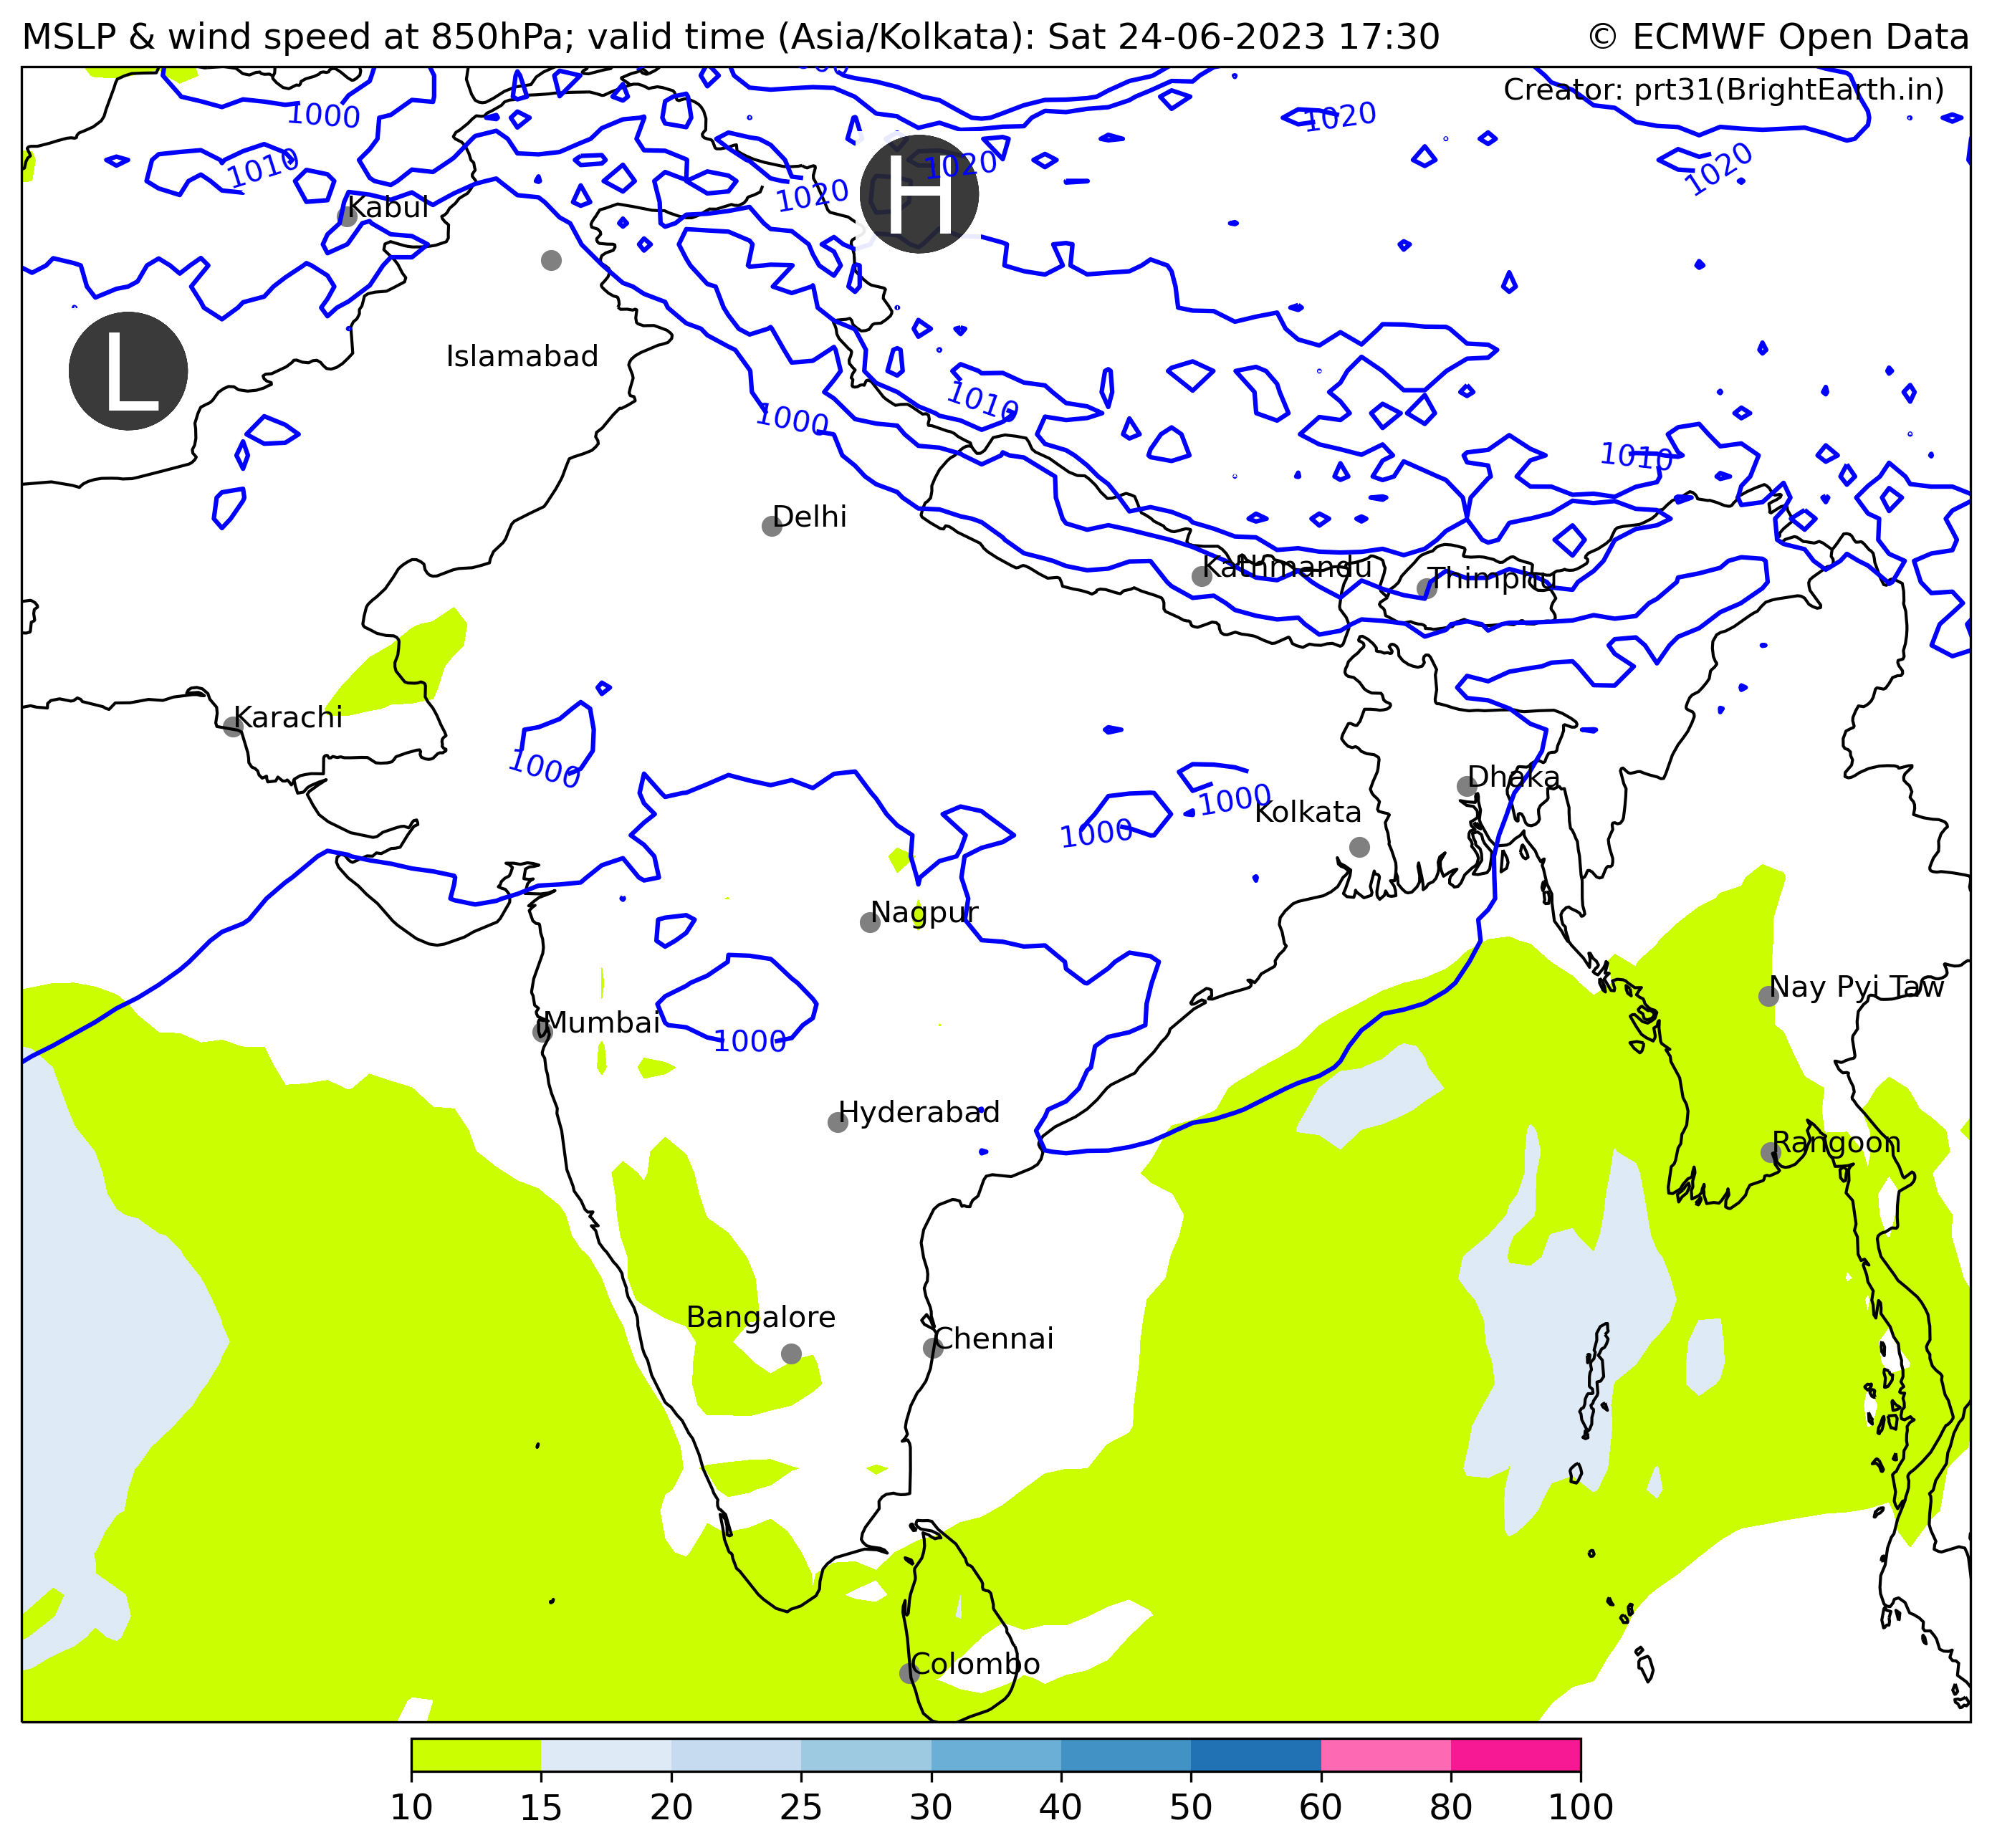 MSLP & wind speed at 850hPa; valid time (Asia/Kolkata): Sat 24-06-2023 17:30
© ECMWF Open Data
Creator: prt31(BrightEarth.in)
1000
1020
1010
1020
1020
1020
H
Kabul
L
Islamabad
1010
1000
1010
Delhi
Kathmandu
Thimphu
Karachi
1000
Dhaka
1000
Kolkata
1000
Nagpur
Nay Pyi Taw
Mumbai
1000
Hyderabad
Rangoon
Bangalore
Chennai
Colombo
10 15 20 25 30 40 50 60 80 100